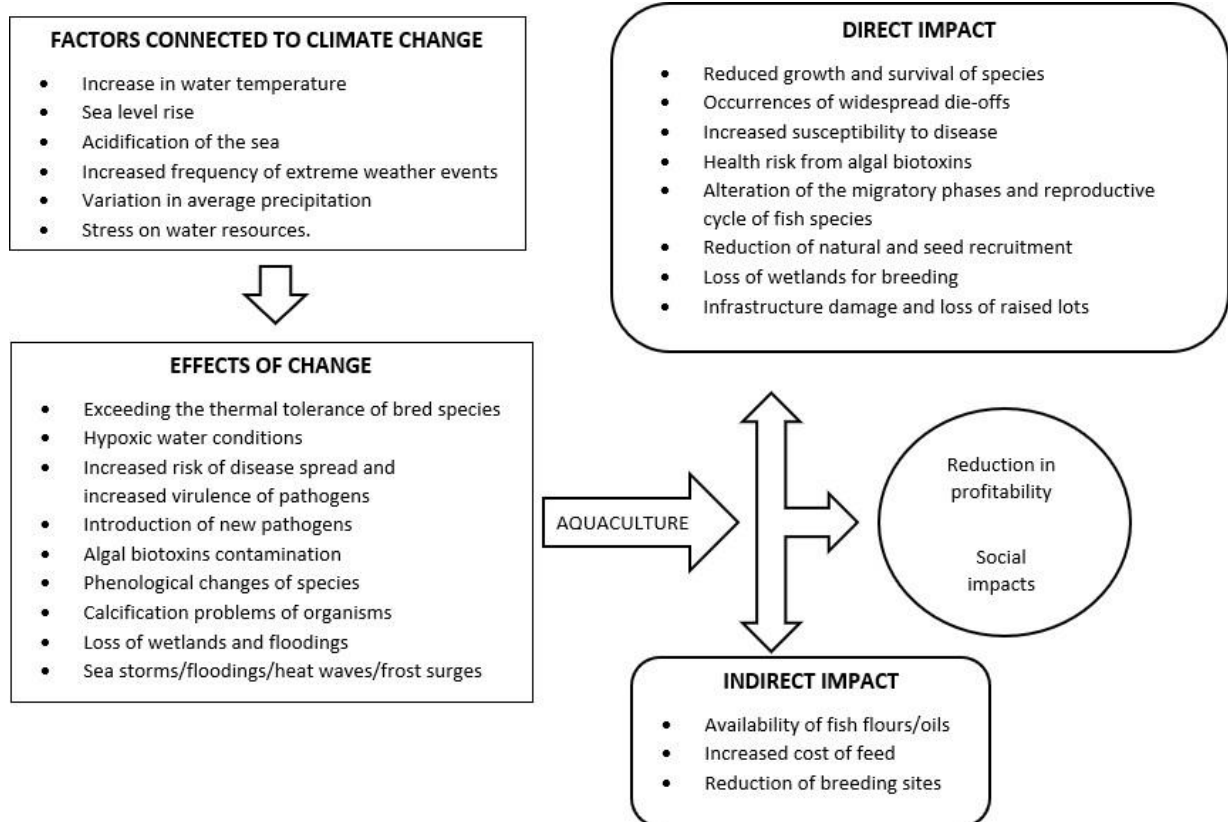 FACTORS CONNECTED TO CLIMATE CHANGE
• Increase in water temperature
• Sea level rise
• Acidification of the sea
• Increased frequency of extreme weather events
• Variation in average precipitation
• Stress on water resources.
EFFECTS OF CHANGE
• Exceeding the thermal tolerance of bred species
• Hypoxic water conditions
• Increased risk of disease spread and
increased virulence of pathogens
• Introduction of new pathogens
• Algal biotoxins contamination
• Phenological changes of species
• Calcification problems of organisms
• Loss of wetlands and floodings
• Sea storms/floodings/heat waves/frost surges
AQUACULTURE
DIRECT IMPACT
• Reduced growth and survival of species
• Occurrences of widespread die-offs
• Increased susceptibility to disease
• Health risk from algal biotoxins
• Alteration of the migratory phases and reproductive
cycle of fish species
• Reduction of natural and seed recruitment
• Loss of wetlands for breeding
• Infrastructure damage and loss of raised lots
Reduction in
profitability
Social
impacts
INDIRECT IMPACT
• Availability of fish flours/oils
• Increased cost of feed
• Reduction of breeding sites